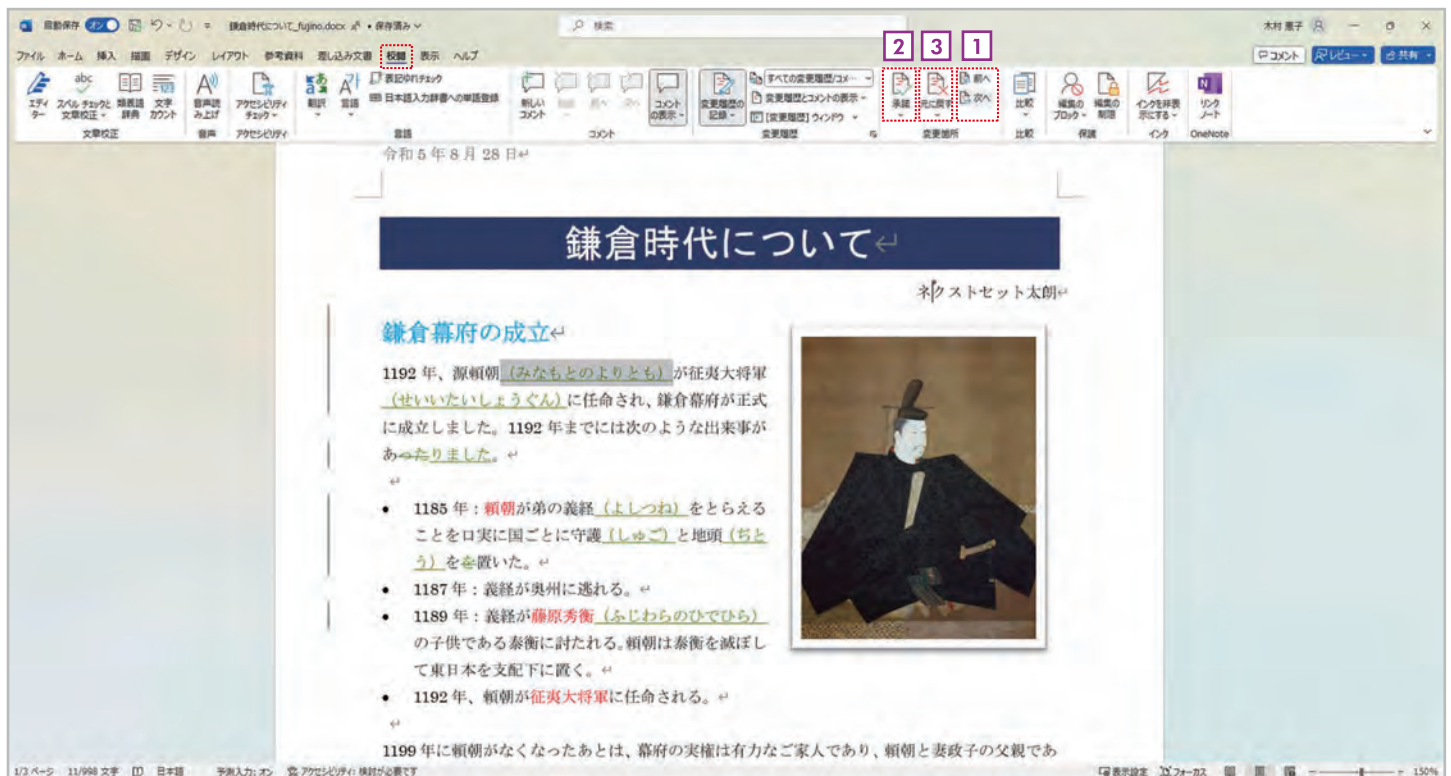 自動保存 オン 鎌倉時代について_fujino.docx • 保存済み 検索 木村 恵子
ファイル ホーム 挿入 描画 デザイン レイアウト 参考資料 差し込み文書 校閲 表示 ヘルプ コメント レビュー 共有
2 3 1
エディター スペル チェックと文章校正 類義語辞典 文字カウント 音声読み上げ アクセシビリティチェック 翻訳 言語 表記ゆれチェック 日本語入力辞書への単語登録 新しいコメント 前へ 次へ コメントの表示 変更履歴の記録 すべての変更履歴/コメ… 変更履歴とコメントの表示 [変更履歴] ウィンドウ 承諾 元に戻す 前へ 次へ 比較 編集のブロック 編集の制限 インクを非表示にする リンクノート
文章校正 音声 アクセシビリティ 言語 コメント 変更履歴 変更箇所 比較 保護 インク OneNote
令和 5 年 8 月 28 日↵
鎌倉時代について↵
ネクストセット太朗↵
鎌倉幕府の成立↵
1192 年、源頼朝（みなもとのよりとも）が征夷大将軍
（せいいたいしょうぐん）に任命され、鎌倉幕府が正式
に成立しました。1192 年までには次のような出来事が
あったりました。↵
↵
• 1185 年：頼朝が弟の義経（よしつね）をとらえる
ことを口実に国ごとに守護（しゅご）と地頭（ぢと
う）をを置いた。↵
• 1187 年：義経が奥州に逃れる。↵
• 1189 年：義経が藤原秀衡（ふじわらのひでひら）
の子供である泰衡に討たれる。頼朝は泰衡を滅ぼし
て東日本を支配下に置く。↵
• 1192 年、頼朝が征夷大将軍に任命される。↵
↵
1199 年に頼朝がなくなったあとは、幕府の実権は有力なご家人であり、頼朝と妻政子の父親であ
1/3 ページ 11/998 文字 日本語 予測入力: オン アクセシビリティ: 検討が必要です 表示設定 フォーカス 150%